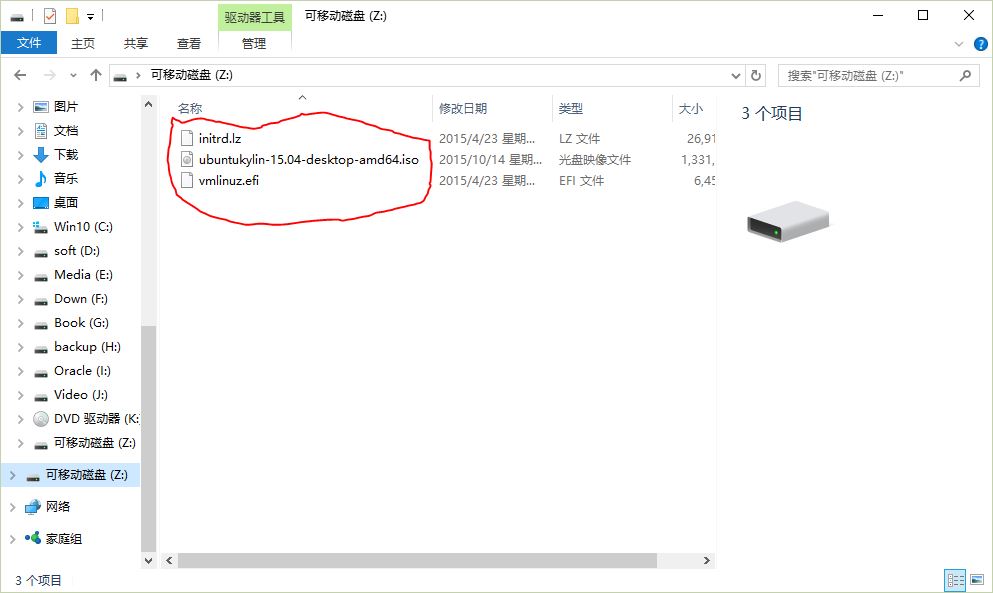 驱动器工具
可移动磁盘 (Z:)
文件
主页
共享
查看
管理
可移动磁盘 (Z:)
搜索"可移动磁盘 (Z:)"
图片
文档
下载
音乐
桌面
Win10 (C:)
soft (D:)
Media (E:)
Down (F:)
Book (G:)
backup (H:)
Oracle (I:)
Video (J:)
DVD 驱动器 (K:
可移动磁盘 (Z:)
可移动磁盘 (Z:)
网络
家庭组
名称 修改日期 类型 大小
initrd.lz 2015/4/23 星期... LZ 文件 26,91
ubuntukylin-15.04-desktop-amd64.iso 2015/10/14 星期... 光盘映像文件 1,331,
vmlinuz.efi 2015/4/23 星期... EFI 文件 6,45
3 个项目
3 个项目